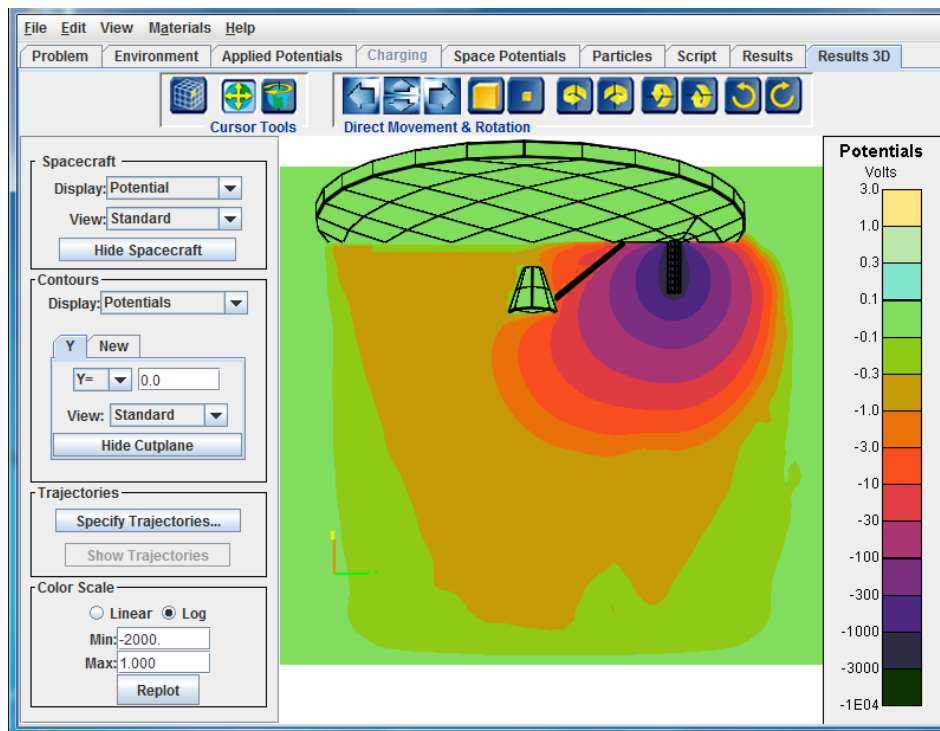 File Edit View Materials Help
Problem Environment Applied Potentials Charging Space Potentials Particles Script Results Results 3D
Cursor Tools Direct Movement & Rotation
Spacecraft
Display: Potential
View: Standard
Hide Spacecraft
Contours
Display: Potentials
Y New
Y= 0.0
View: Standard
Hide Cutplane
Trajectories
Specify Trajectories...
Show Trajectories
Color Scale
Linear Log
Min: -2000.
Max: 1.000
Replot
Potentials
Volts
3.0
1.0
0.3
0.1
-0.1
-0.3
-1.0
-3.0
-10
-30
-100
-300
-1000
-3000
-1E04